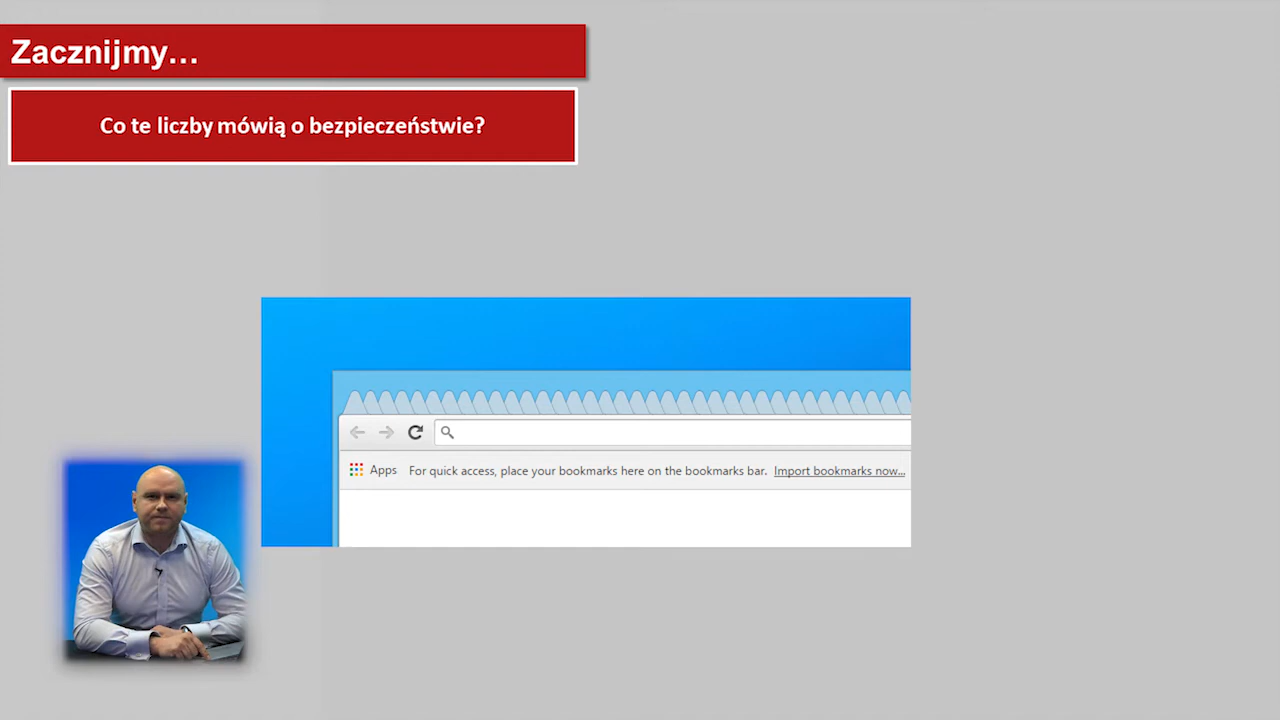 Zacznijmy...
Co te liczby mówią o bezpieczeństwie?
Apps For quick access, place your bookmarks here on the bookmarks bar. Import bookmarks now...